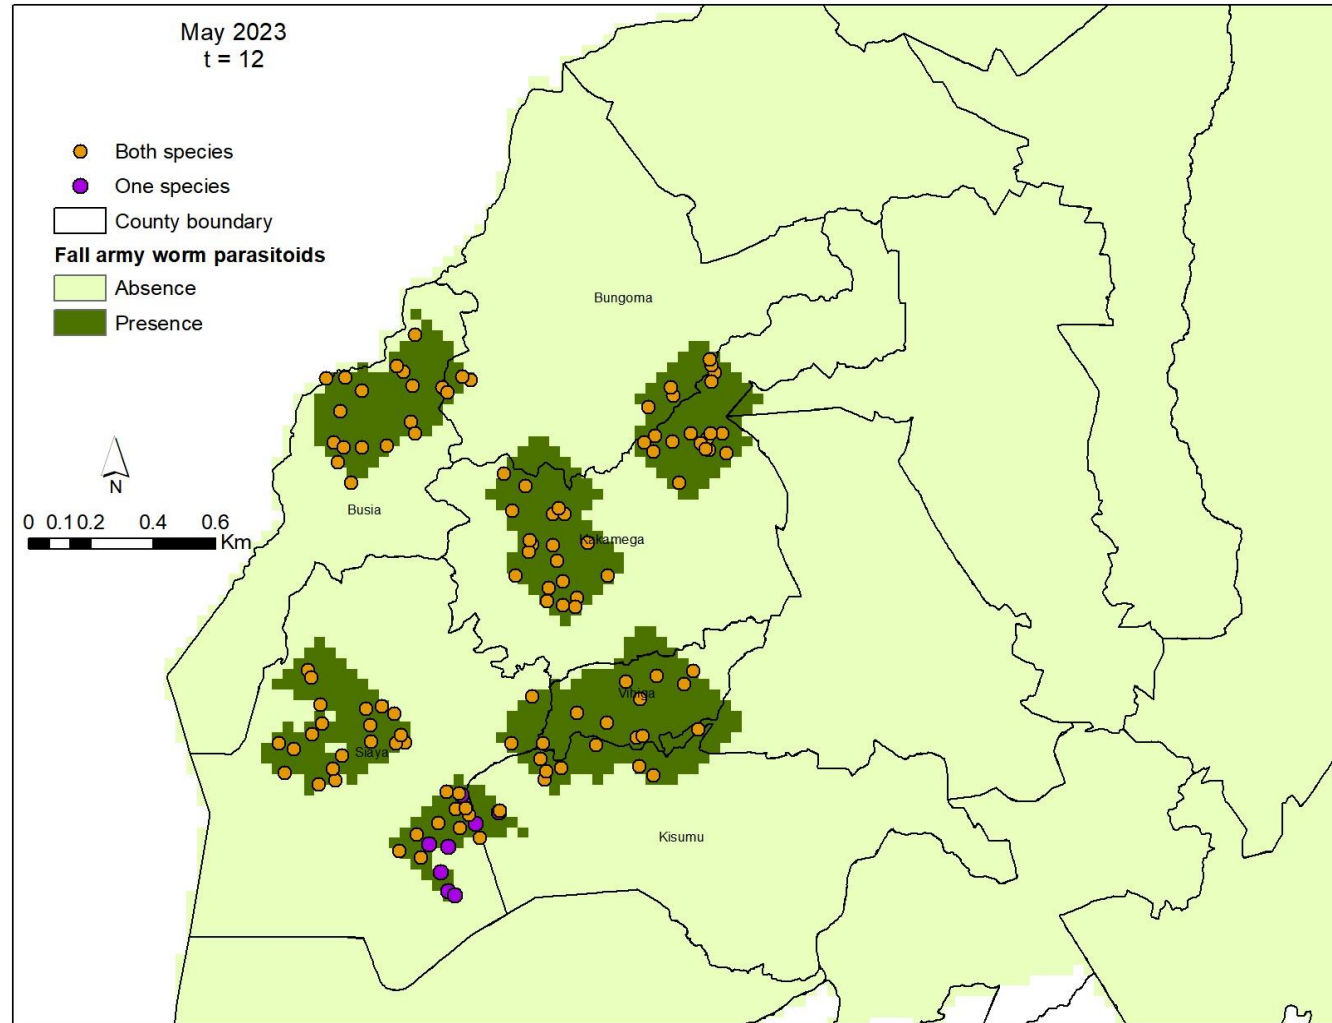 May 2023
t = 12
Both species
One species
County boundary
Fall army worm parasitoids
Absence
Presence
Bungoma
N
Busia
0 0.1 0.2 0.4 0.6
Km
Kakamega
Vihiga
Siaya
Kisumu